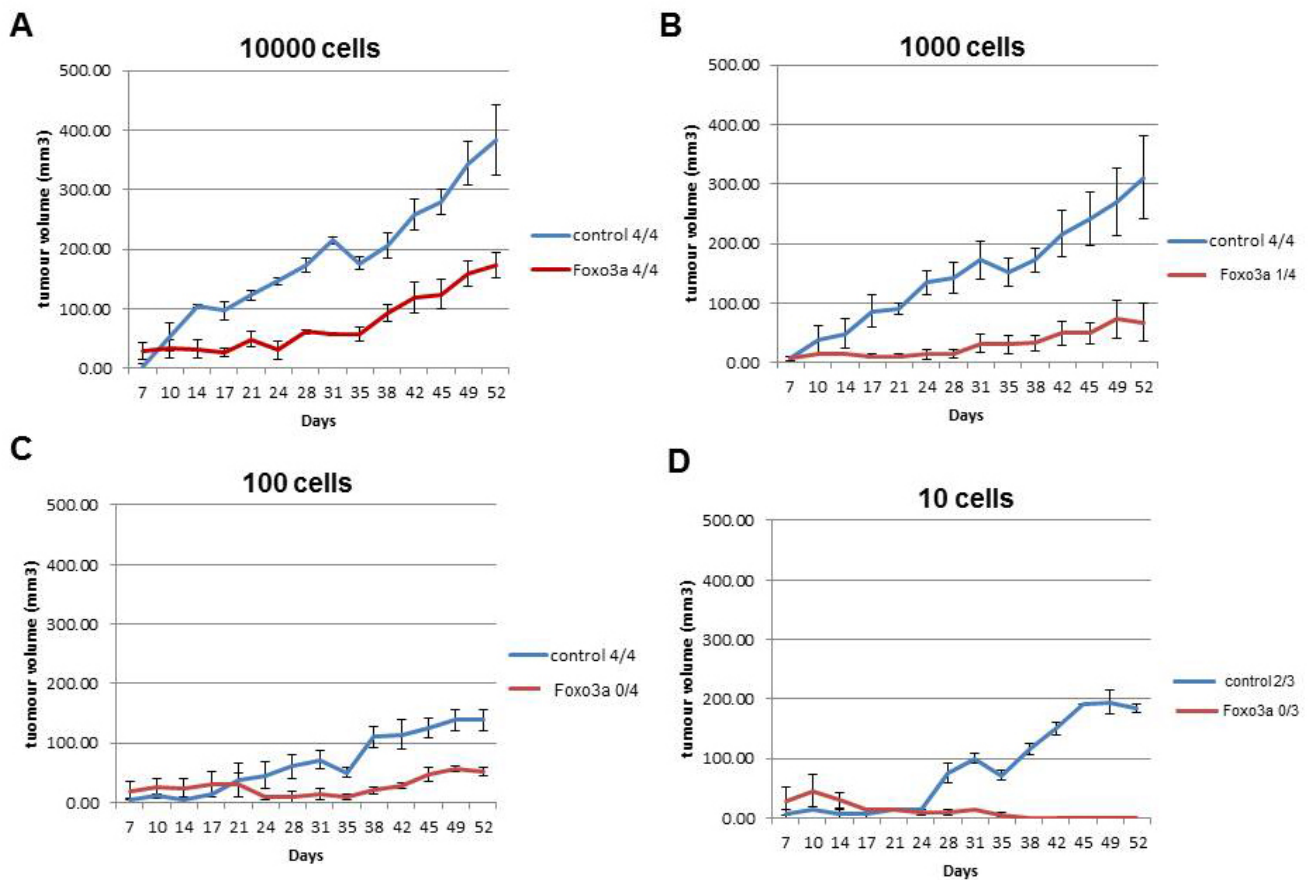 A
10000 cells
500.00
400.00
300.00
200.00
100.00
0.00
tumour volume (mm3)
7 10 14 17 21 24 28 31 35 38 42 45 49 52
Days
control 4/4
Foxo3a 4/4
B
1000 cells
500.00
400.00
300.00
200.00
100.00
0.00
tumour volume (mm3)
7 10 14 17 21 24 28 31 35 38 42 45 49 52
Days
control 4/4
Foxo3a 1/4
C
100 cells
500.00
400.00
300.00
200.00
100.00
0.00
tuomour volume (mm3)
7 10 14 17 21 24 28 31 35 38 42 45 49 52
Days
control 4/4
Foxo3a 0/4
D
10 cells
500.00
400.00
300.00
200.00
100.00
0.00
tumour volume (mm3)
7 10 14 17 21 24 28 31 35 38 42 45 49 52
Days
control 2/3
Foxo3a 0/3